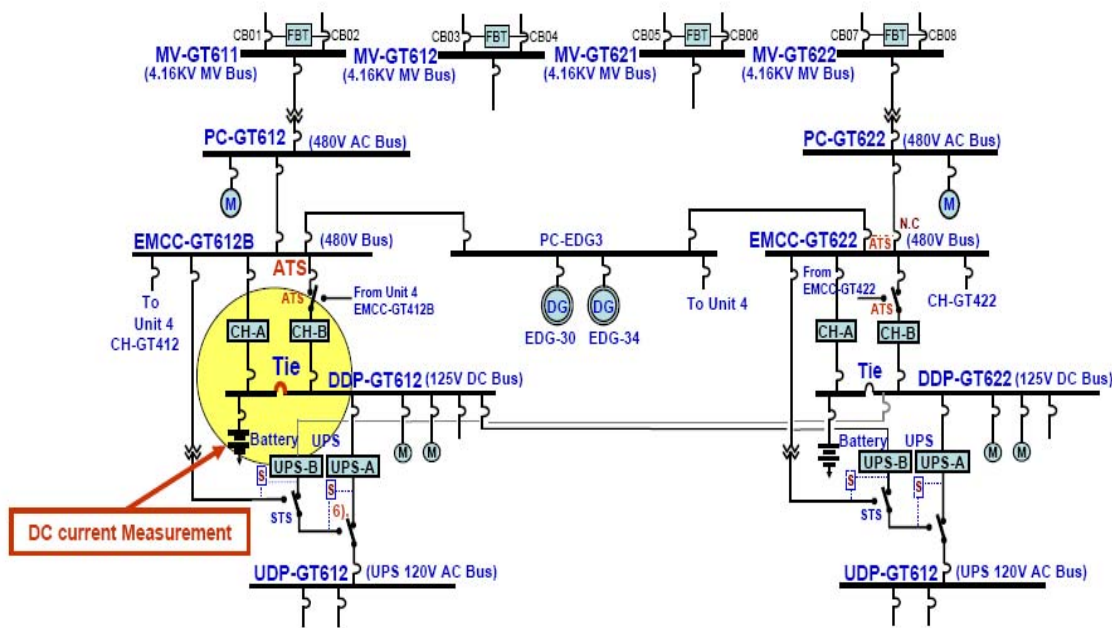 CB01 FBT CB02
CB03 FBT CB04
CB05 FBT CB06
CB07 FBT CB08
MV-GT611
(4.16KV MV Bus)
MV-GT612
(4.16KV MV Bus)
MV-GT621
(4.16KV MV Bus)
MV-GT622
(4.16KV MV Bus)
PC-GT612 (480V AC Bus)
PC-GT622 (480V AC Bus)
M
M
N.C
EMCC-GT612B (480V Bus)
PC-EDG3
EMCC-GT622 ATS (480V Bus)
ATS
ATS
From Unit 4
EMCC-GT412B
To
Unit 4
CH-GT412
DG
DG
EDG-30
EDG-34
To Unit 4
From
EMCC-GT422
ATS
CH-GT422
CH-A
CH-B
CH-A
CH-B
Tie
DDP-GT612 (125V DC Bus)
Tie
DDP-GT622 (125V DC Bus)
Battery
UPS
M
M
Battery
UPS
M
M
UPS-B
UPS-A
UPS-B
UPS-A
S
S
S
S
6),
STS
STS
DC current Measurement
UDP-GT612 (UPS 120V AC Bus)
UDP-GT612 (UPS 120V AC Bus)